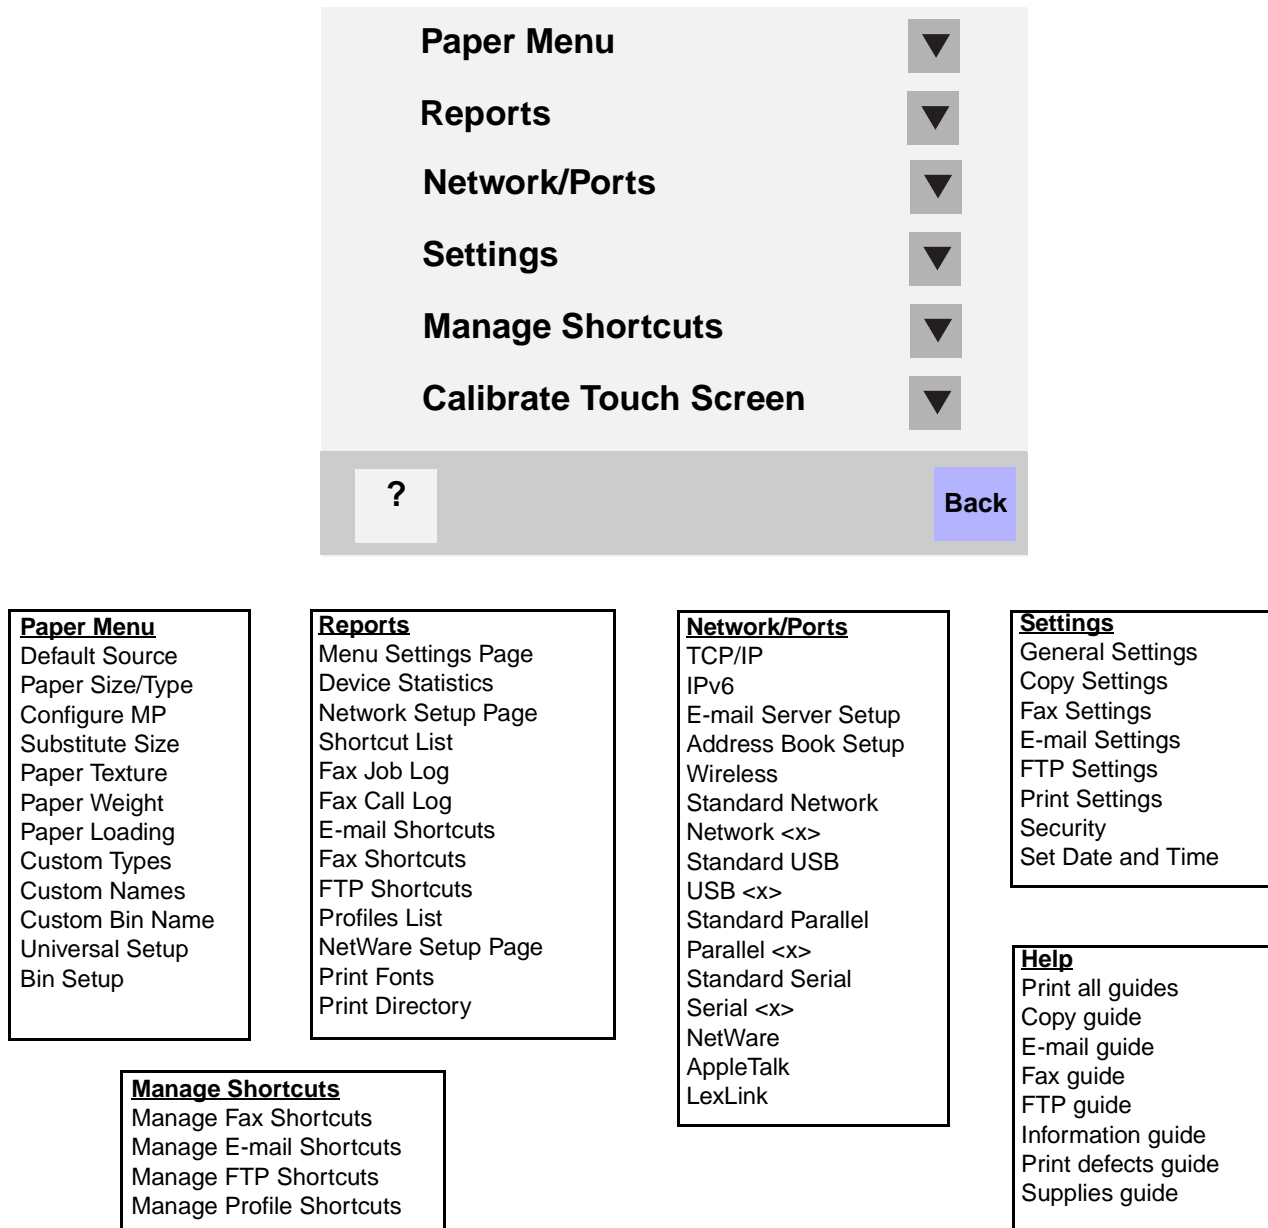 Paper Menu
Reports
Network/Ports
Settings
Manage Shortcuts
Calibrate Touch Screen
?
Back
Paper Menu
Default Source
Paper Size/Type
Configure MP
Substitute Size
Paper Texture
Paper Weight
Paper Loading
Custom Types
Custom Names
Custom Bin Name
Universal Setup
Bin Setup
Reports
Menu Settings Page
Device Statistics
Network Setup Page
Shortcut List
Fax Job Log
Fax Call Log
E-mail Shortcuts
Fax Shortcuts
FTP Shortcuts
Profiles List
NetWare Setup Page
Print Fonts
Print Directory
Network/Ports
TCP/IP
IPv6
E-mail Server Setup
Address Book Setup
Wireless
Standard Network
Network <x>
Standard USB
USB <x>
Standard Parallel
Parallel <x>
Standard Serial
Serial <x>
NetWare
AppleTalk
LexLink
Settings
General Settings
Copy Settings
Fax Settings
E-mail Settings
FTP Settings
Print Settings
Security
Set Date and Time
Help
Print all guides
Copy guide
E-mail guide
Fax guide
FTP guide
Information guide
Print defects guide
Supplies guide
Manage Shortcuts
Manage Fax Shortcuts
Manage E-mail Shortcuts
Manage FTP Shortcuts
Manage Profile Shortcuts